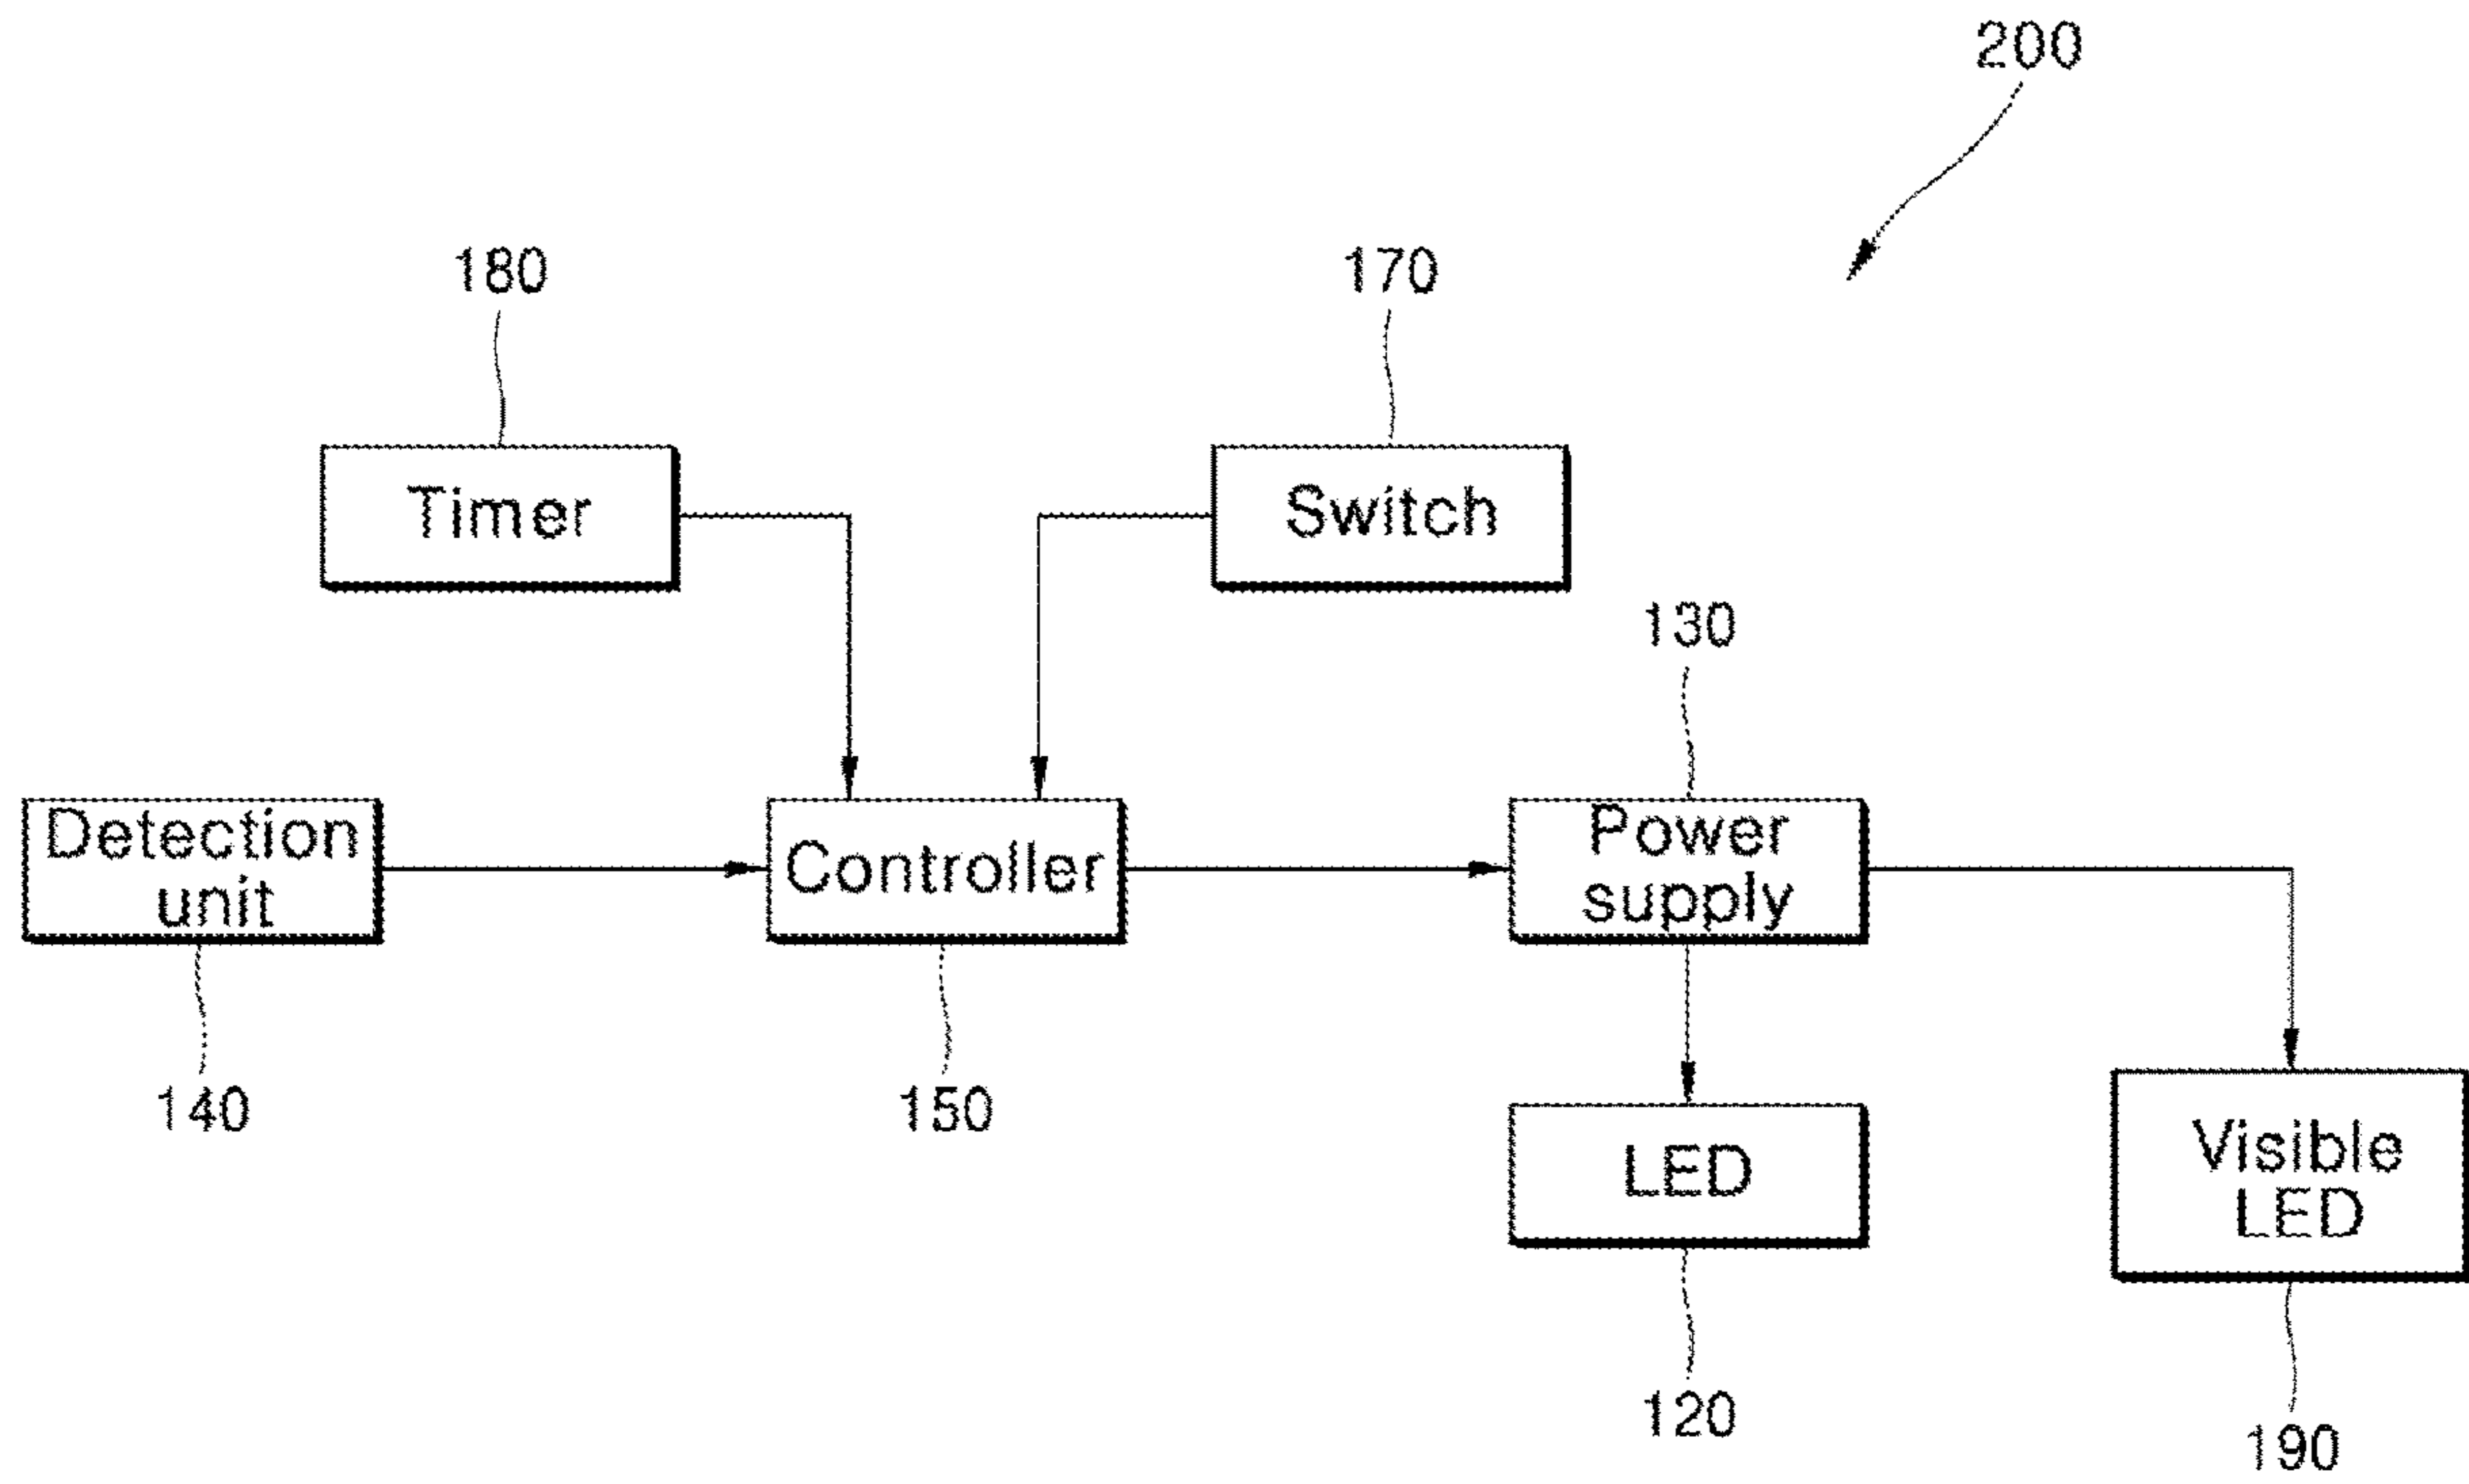 200
180
170
Timer
Switch
130
Detection
unit
Controller
Power
supply
140
150
LED
Visible
LED
120
190